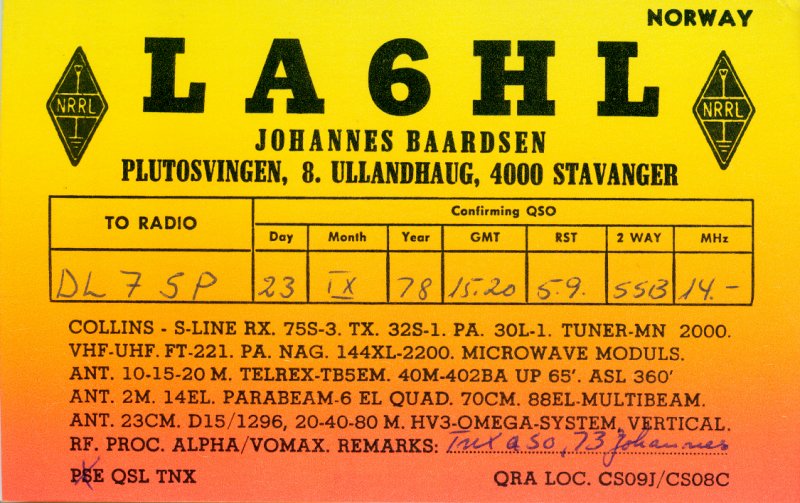 NORWAY
LA6HL
NRRL
NRRL
JOHANNES BAARDSEN
PLUTOSVINGEN, 8. ULLANDHAUG, 4000 STAVANGER
TO RADIO
Confirming QSO
Day Month Year GMT RST 2 WAY MHz
DL7SP 23 IX 78 15.20 59. SSB 14.-
COLLINS - S-LINE RX. 75S-3. TX. 32S-1. PA. 30L-1. TUNER-MN 2000.
VHF-UHF. FT-221. PA. NAG. 144XL-2200. MICROWAVE MODULS.
ANT. 10-15-20 M. TELREX-TB5EM. 40M-402BA UP 65'. ASL 360'
ANT. 2M. 14EL. PARABEAM-6 EL QUAD. 70CM. 88EL-MULTIBEAM.
ANT. 23CM. D15/1296, 20-40-80 M. HV3-OMEGA-SYSTEM, VERTICAL.
RF. PROC. ALPHA/VOMAX. REMARKS: Tnx qso, 73 Johannes
PSE QSL TNX
QRA LOC. CS09J/CS08C